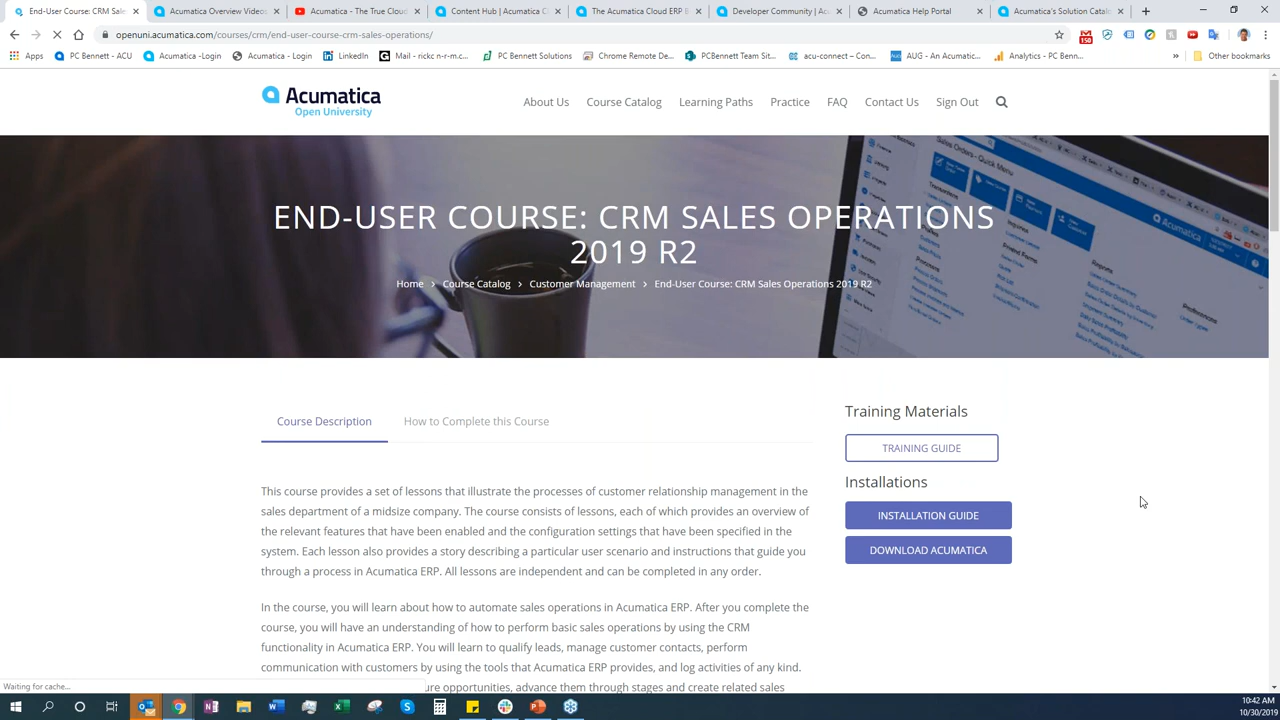 End-User Course: CRM Sale
Acumatica Overview Videos
Acumatica - The True Cloud
Content Hub | Acumatica C
The Acumatica Cloud ERP B
Developer Community | Ac
Acumatica Help Portal
Acumatica's Solution Catalo
openuni.acumatica.com/courses/crm/end-user-course-crm-sales-operations/
150
Apps
PC Bennett - ACU
Acumatica -Login
Acumatica - Login
LinkedIn
Mail - rickc n-r-m.c...
PC Bennett Solutions
Chrome Remote De...
PCBennett Team Sit...
acu-connect – Con...
AUG - An Acumatic...
Analytics - PC Benn...
»
Other bookmarks
Acumatica
Open University
About Us
Course Catalog
Learning Paths
Practice
FAQ
Contact Us
Sign Out
Sales Orders - Quick Menu
Acumatica
END-USER COURSE: CRM SALES OPERATIONS
2019 R2
Home > Course Catalog > Customer Management > End-User Course: CRM Sales Operations 2019 R2
Course Description
How to Complete this Course
Training Materials
TRAINING GUIDE
Installations
INSTALLATION GUIDE
DOWNLOAD ACUMATICA
This course provides a set of lessons that illustrate the processes of customer relationship management in the
sales department of a midsize company. The course consists of lessons, each of which provides an overview of
the relevant features that have been enabled and the configuration settings that have been specified in the
system. Each lesson also provides a story describing a particular user scenario and instructions that guide you
through a process in Acumatica ERP. All lessons are independent and can be completed in any order.
In the course, you will learn about how to automate sales operations in Acumatica ERP. After you complete the
course, you will have an understanding of how to perform basic sales operations by using the CRM
functionality in Acumatica ERP. You will learn to qualify leads, manage customer contacts, perform
communication with customers by using the tools that Acumatica ERP provides, and log activities of any kind.
ure opportunities, advance them through stages and create related sales
Waiting for cache...
10:42 AM
10/30/2019